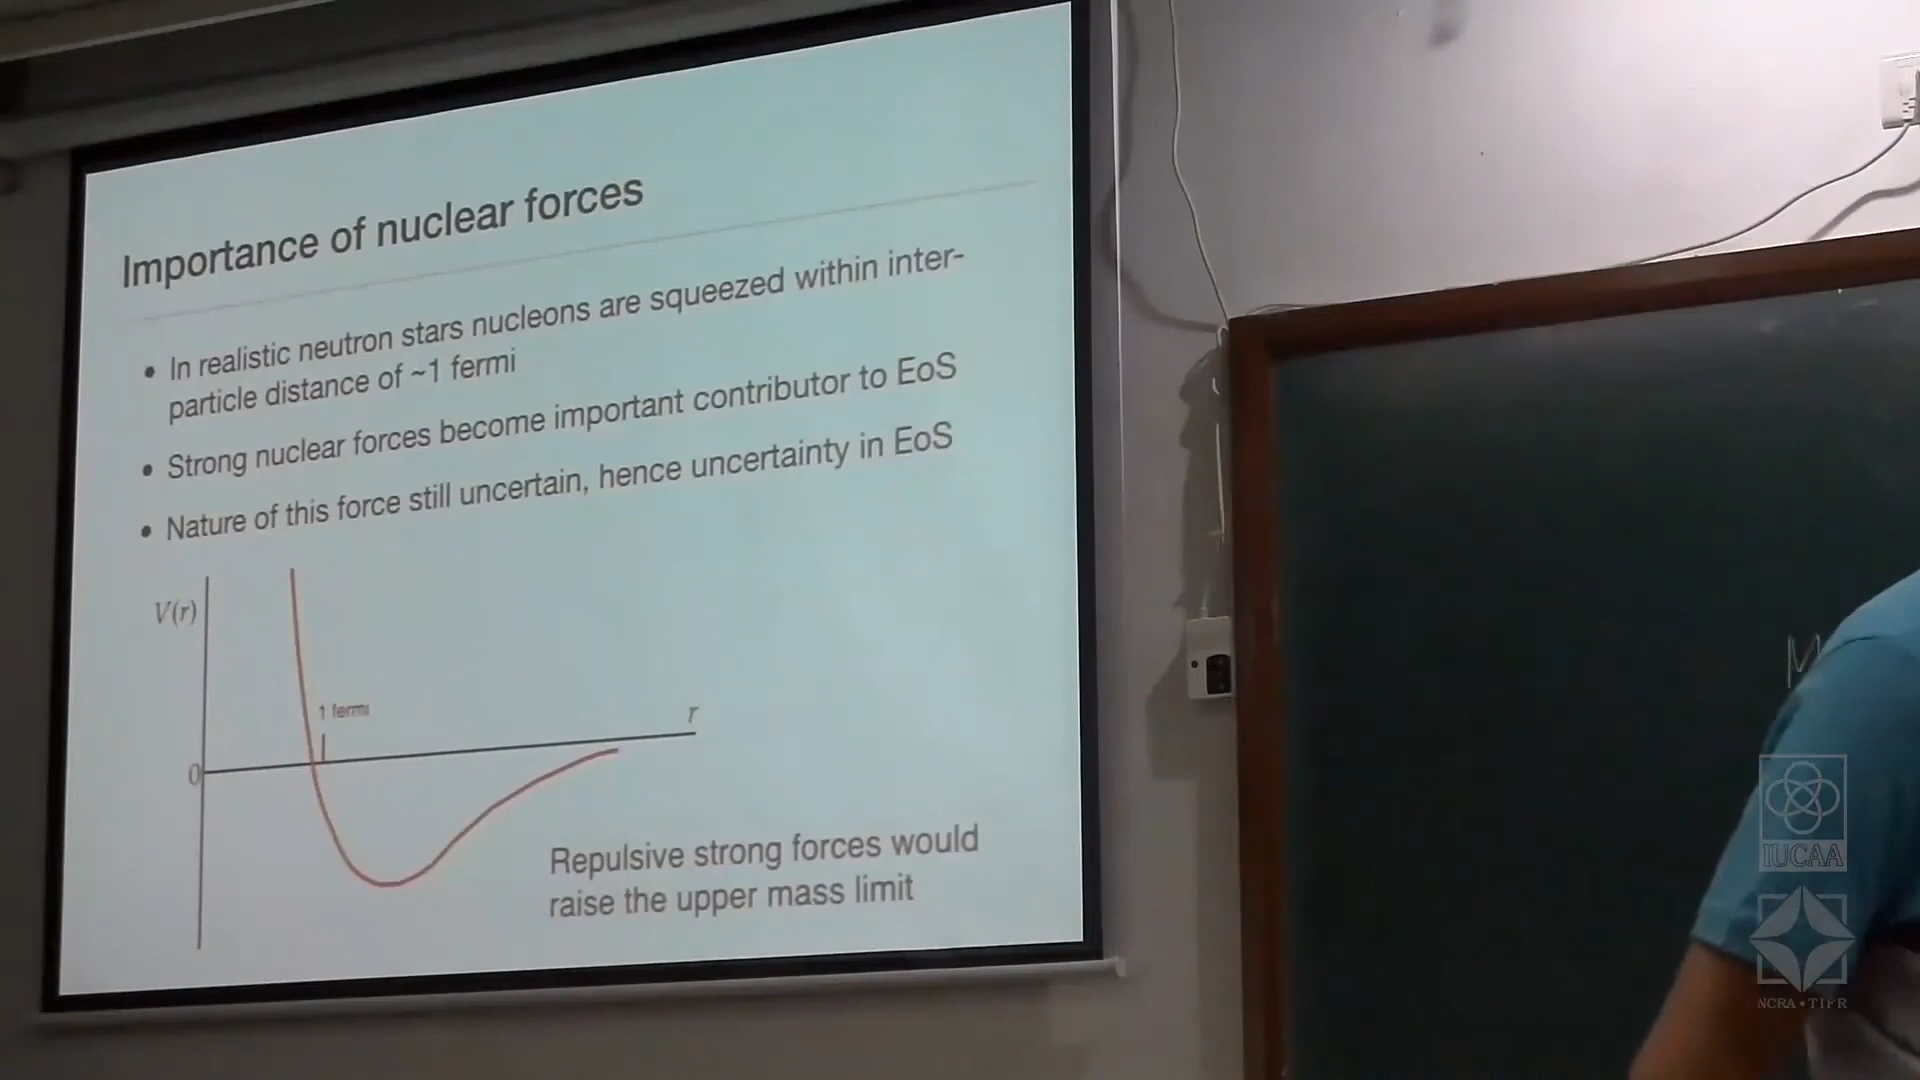 Importance of nuclear forces
• In realistic neutron stars nucleons are squeezed within inter-
particle distance of ~1 fermi
• Strong nuclear forces become important contributor to EoS
• Nature of this force still uncertain, hence uncertainty in EoS
V(r)
1 fermi
r
0
Repulsive strong forces would
raise the upper mass limit
M
IUCAA
NCRA • TIFR